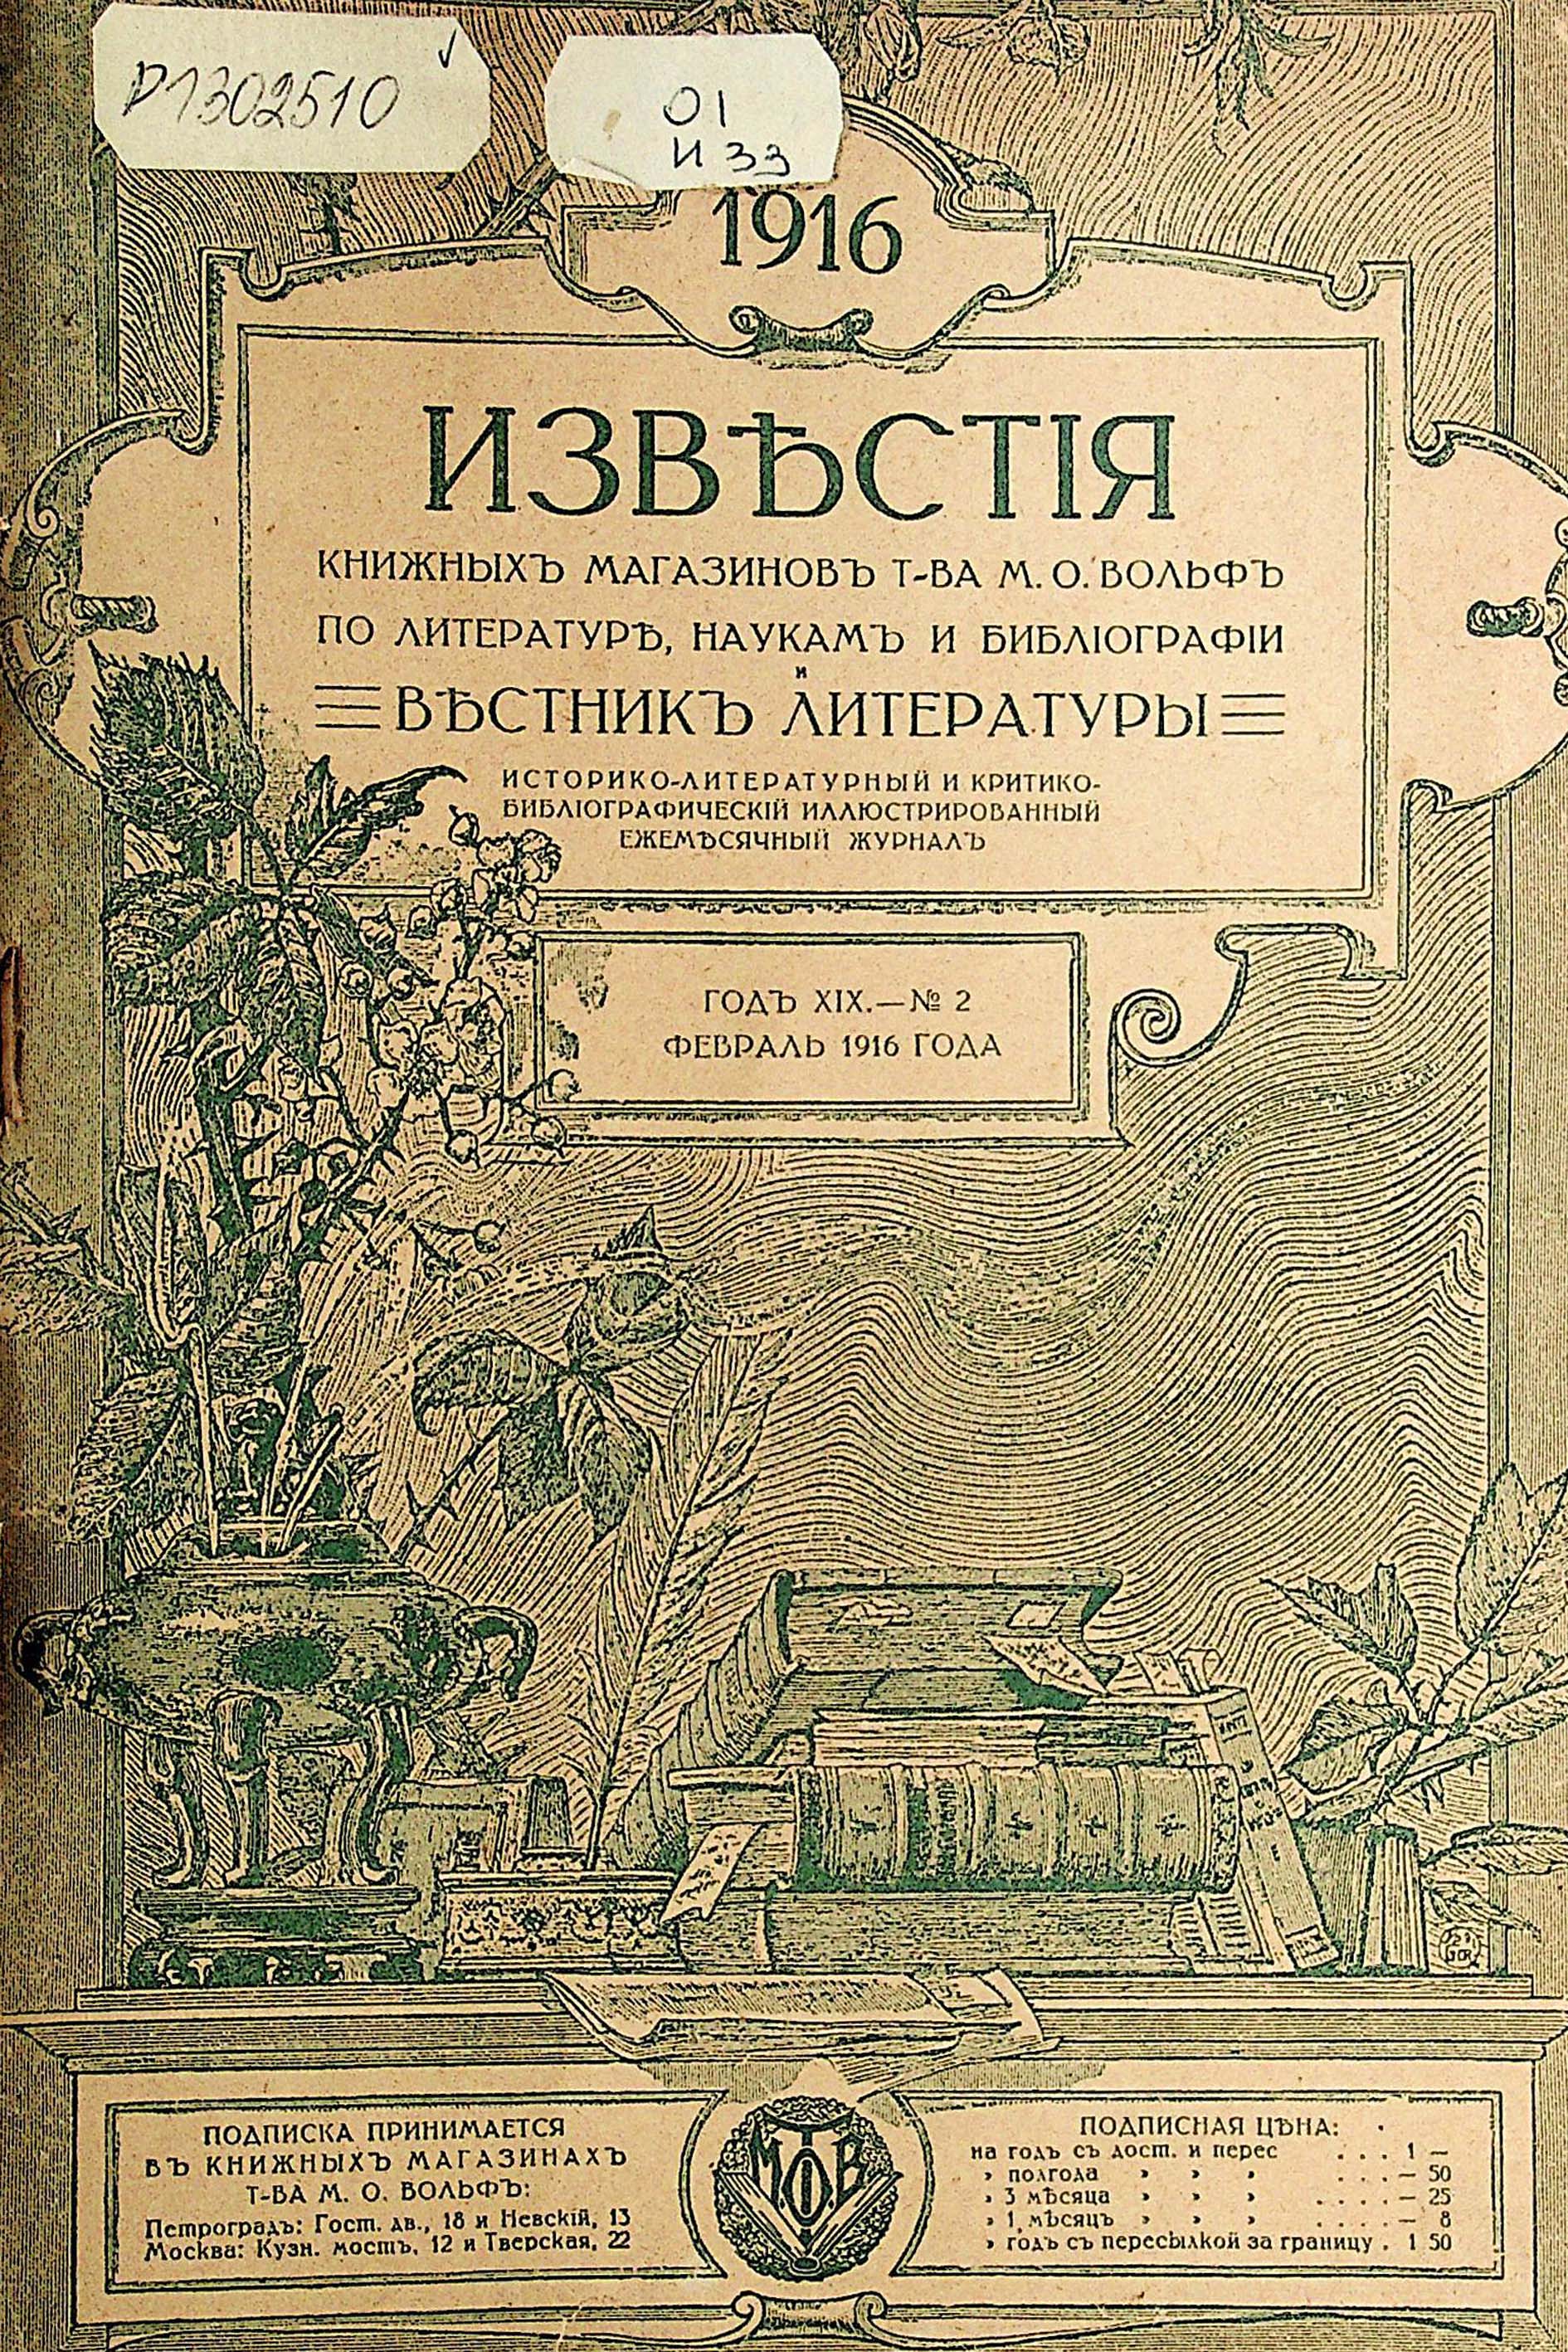 Р1302510
01
И 33
1916
ИЗВѢСТІЯ
КНИЖНЫХЪ МАГАЗИНОВЪ Т-ВА М. О. ВОЛЬФЪ
ПО ЛИТЕРАТУРѢ, НАУКАМЪ И БИБЛІОГРАФІИ
И
ВѢСТНИКЪ ЛИТЕРАТУРЫ
ИСТОРИКО-ЛИТЕРАТУРНЫЙ И КРИТИКО-
БИБЛІОГРАФИЧЕСКІЙ ИЛЛЮСТРИРОВАННЫЙ
ЕЖЕМѢСЯЧНЫЙ ЖУРНАЛЪ
ГОДЪ XIX.—№ 2
ФЕВРАЛЬ 1916 ГОДА
ПОДПИСКА ПРИНИМАЕТСЯ
ВЪ КНИЖНЫХЪ МАГАЗИНАХЪ
Т-ВА М. О. ВОЛЬФЪ:
Петроградъ: Гост. дв., 18 и Невскій, 13
Москва: Кузн. мостъ, 12 и Тверская, 22
М Т О В
ПОДПИСНАЯ ЦѢНА:
на годъ съ дост. и перес . . . 1 —
» полгода » » » . . . — 50
» 3 мѣсяца » » » . . . . — 25
» 1 мѣсяцъ » » » . . . . — 8
» годъ съ пересылкой за границу . 1 50